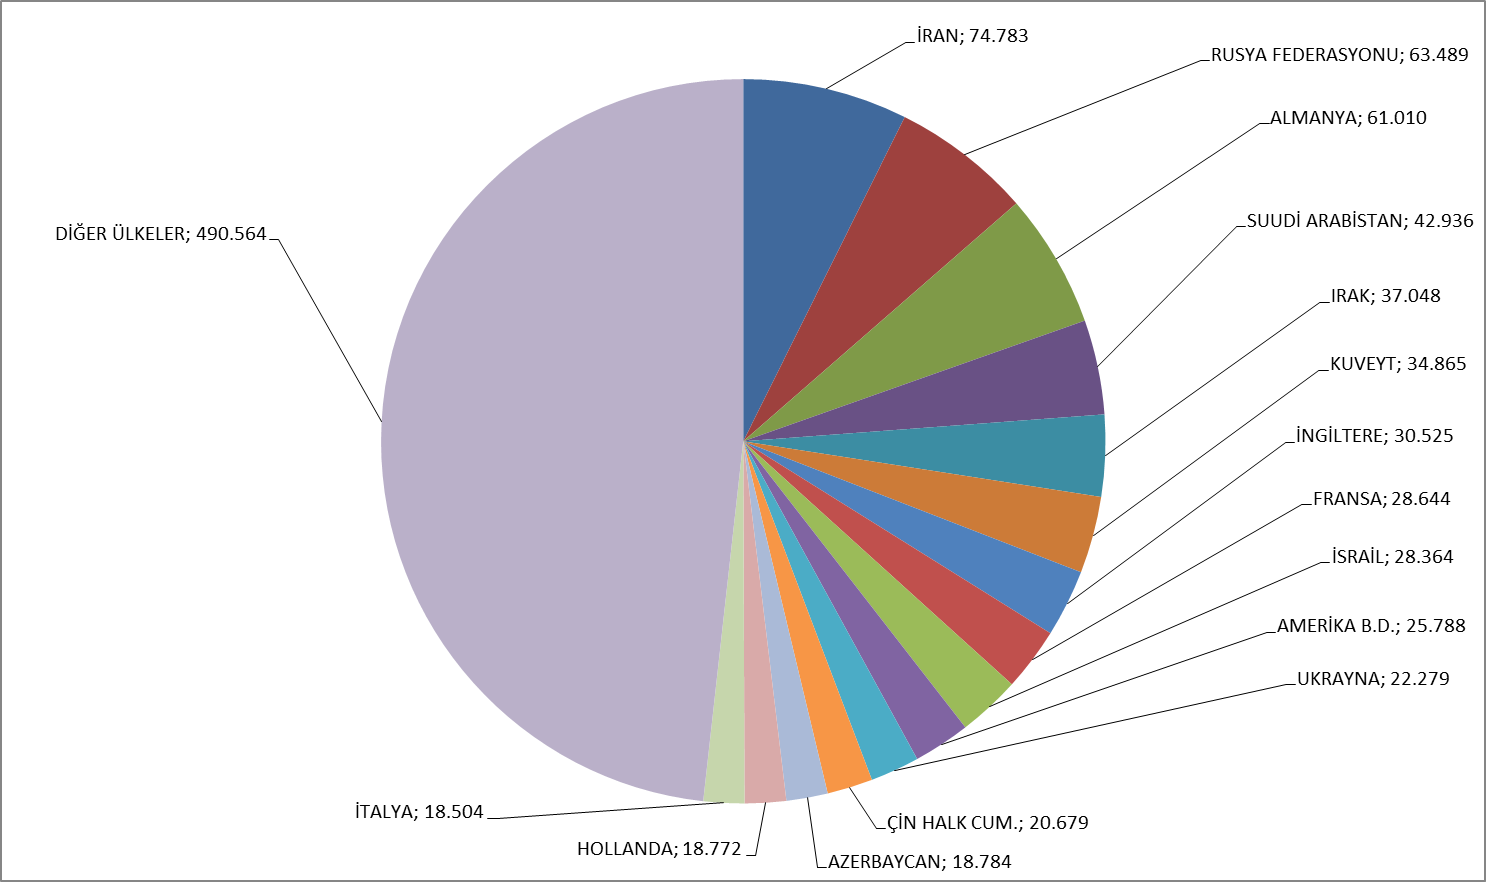 İRAN; 74.783
RUSYA FEDERASYONU; 63.489
ALMANYA; 61.010
SUUDİ ARABİSTAN; 42.936
IRAK; 37.048
KUVEYT; 34.865
İNGİLTERE; 30.525
FRANSA; 28.644
İSRAİL; 28.364
AMERİKA B.D.; 25.788
UKRAYNA; 22.279
ÇİN HALK CUM.; 20.679
AZERBAYCAN; 18.784
HOLLANDA; 18.772
İTALYA; 18.504
DİĞER ÜLKELER; 490.564